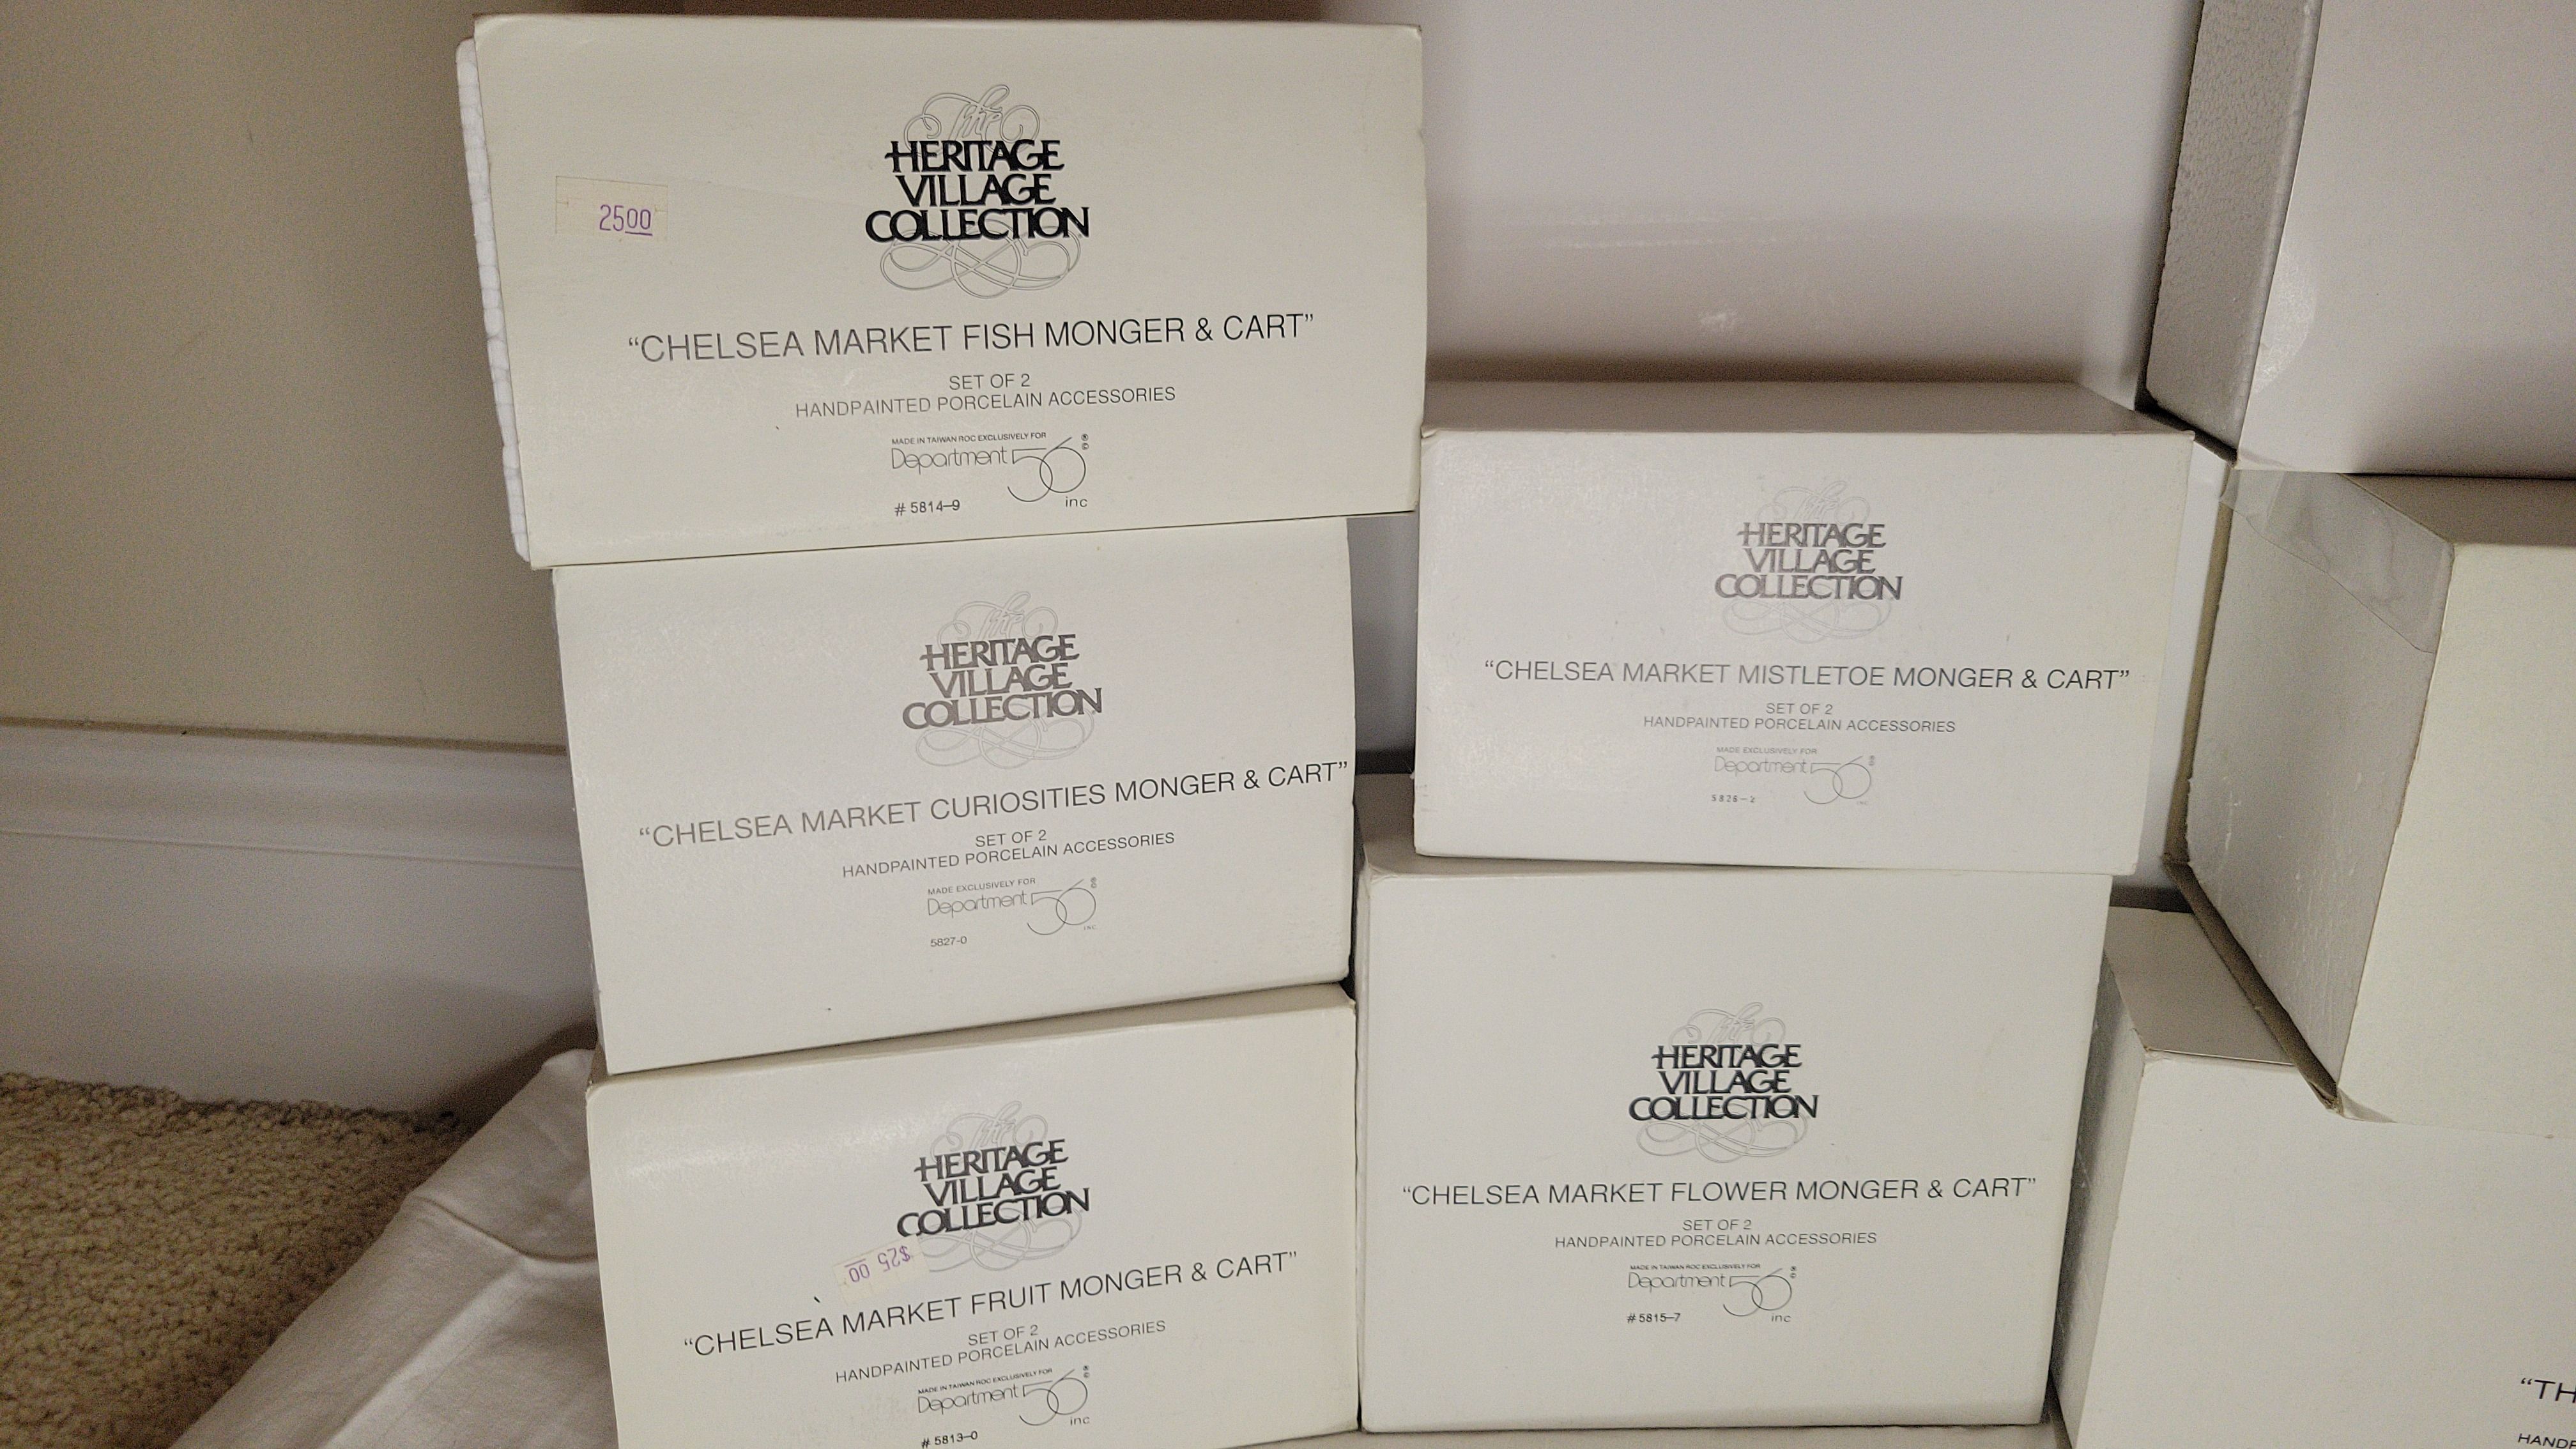 The
HERITAGE
VILLAGE
COLLECTION
2500
“CHELSEA MARKET FISH MONGER & CART”
SET OF 2
HANDPAINTED PORCELAIN ACCESSORIES
MADE IN TAIWAN ROC EXCLUSIVELY FOR
Department 56 ® ©
inc
# 5814–9
The
HERITAGE
VILLAGE
COLLECTION
“CHELSEA MARKET CURIOSITIES MONGER & CART”
SET OF 2
HANDPAINTED PORCELAIN ACCESSORIES
MADE EXCLUSIVELY FOR
Department 56 ® ©
INC
5827-0
The
HERITAGE
VILLAGE
COLLECTION
$25 00
“CHELSEA MARKET FRUIT MONGER & CART”
SET OF 2
HANDPAINTED PORCELAIN ACCESSORIES
MADE IN TAIWAN ROC EXCLUSIVELY FOR
Department 56 ® ©
inc
# 5813–0
The
HERITAGE
VILLAGE
COLLECTION
“CHELSEA MARKET MISTLETOE MONGER & CART”
SET OF 2
HANDPAINTED PORCELAIN ACCESSORIES
MADE EXCLUSIVELY FOR
Department 56 ® ©
INC
5826–2
The
HERITAGE
VILLAGE
COLLECTION
“CHELSEA MARKET FLOWER MONGER & CART”
SET OF 2
HANDPAINTED PORCELAIN ACCESSORIES
MADE IN TAIWAN ROC EXCLUSIVELY FOR
Department 56 ® ©
inc
# 5815–7
“TH
HANDP